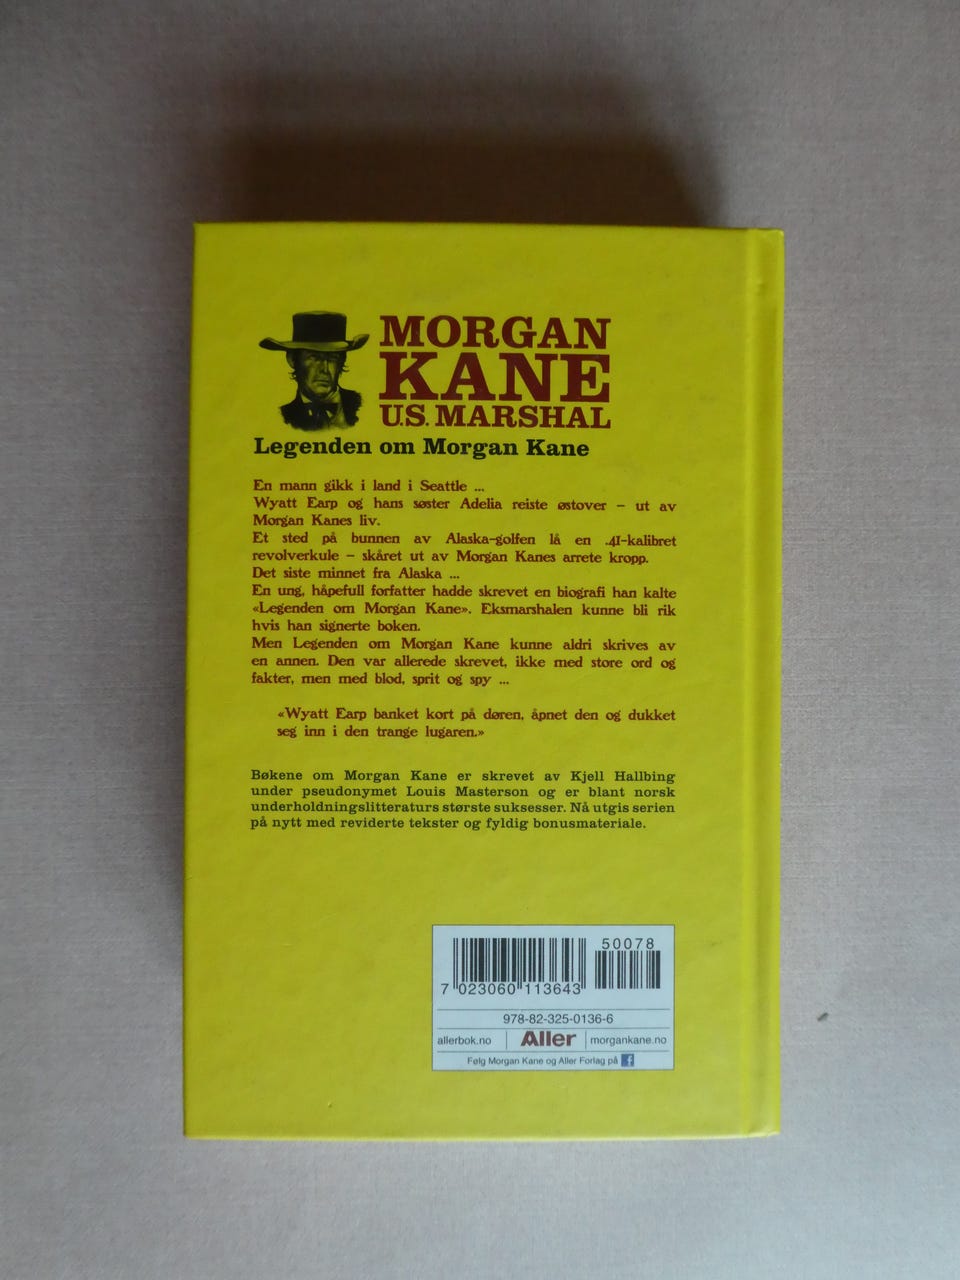 MORGAN
KANE
U.S. MARSHAL
Legenden om Morgan Kane
En mann gikk i land i Seattle ...
Wyatt Earp og hans søster Adelia reiste østover – ut av
Morgan Kanes liv.
Et sted på bunnen av Alaska-golfen lå en .41-kalibret
revolverkule – skåret ut av Morgan Kanes arrete kropp.
Det siste minnet fra Alaska ...
En ung, håpefull forfatter hadde skrevet en biografi han kalte
«Legenden om Morgan Kane». Eksmarshalen kunne bli rik
hvis han signerte boken.
Men Legenden om Morgan Kane kunne aldri skrives av
en annen. Den var allerede skrevet, ikke med store ord og
fakter, men med blod, sprit og spy ...
«Wyatt Earp banket kort på døren, åpnet den og dukket
seg inn i den trange lugaren.»
Bøkene om Morgan Kane er skrevet av Kjell Hallbing
under pseudonymet Louis Masterson og er blant norsk
underholdningslitteraturs største suksesser. Nå utgis serien
på nytt med reviderte tekster og fyldig bonusmateriale.
50078
7 023060 113643
978-82-325-0136-6
allerbok.no Aller morgankane.no
Følg Morgan Kane og Aller Forlag på f